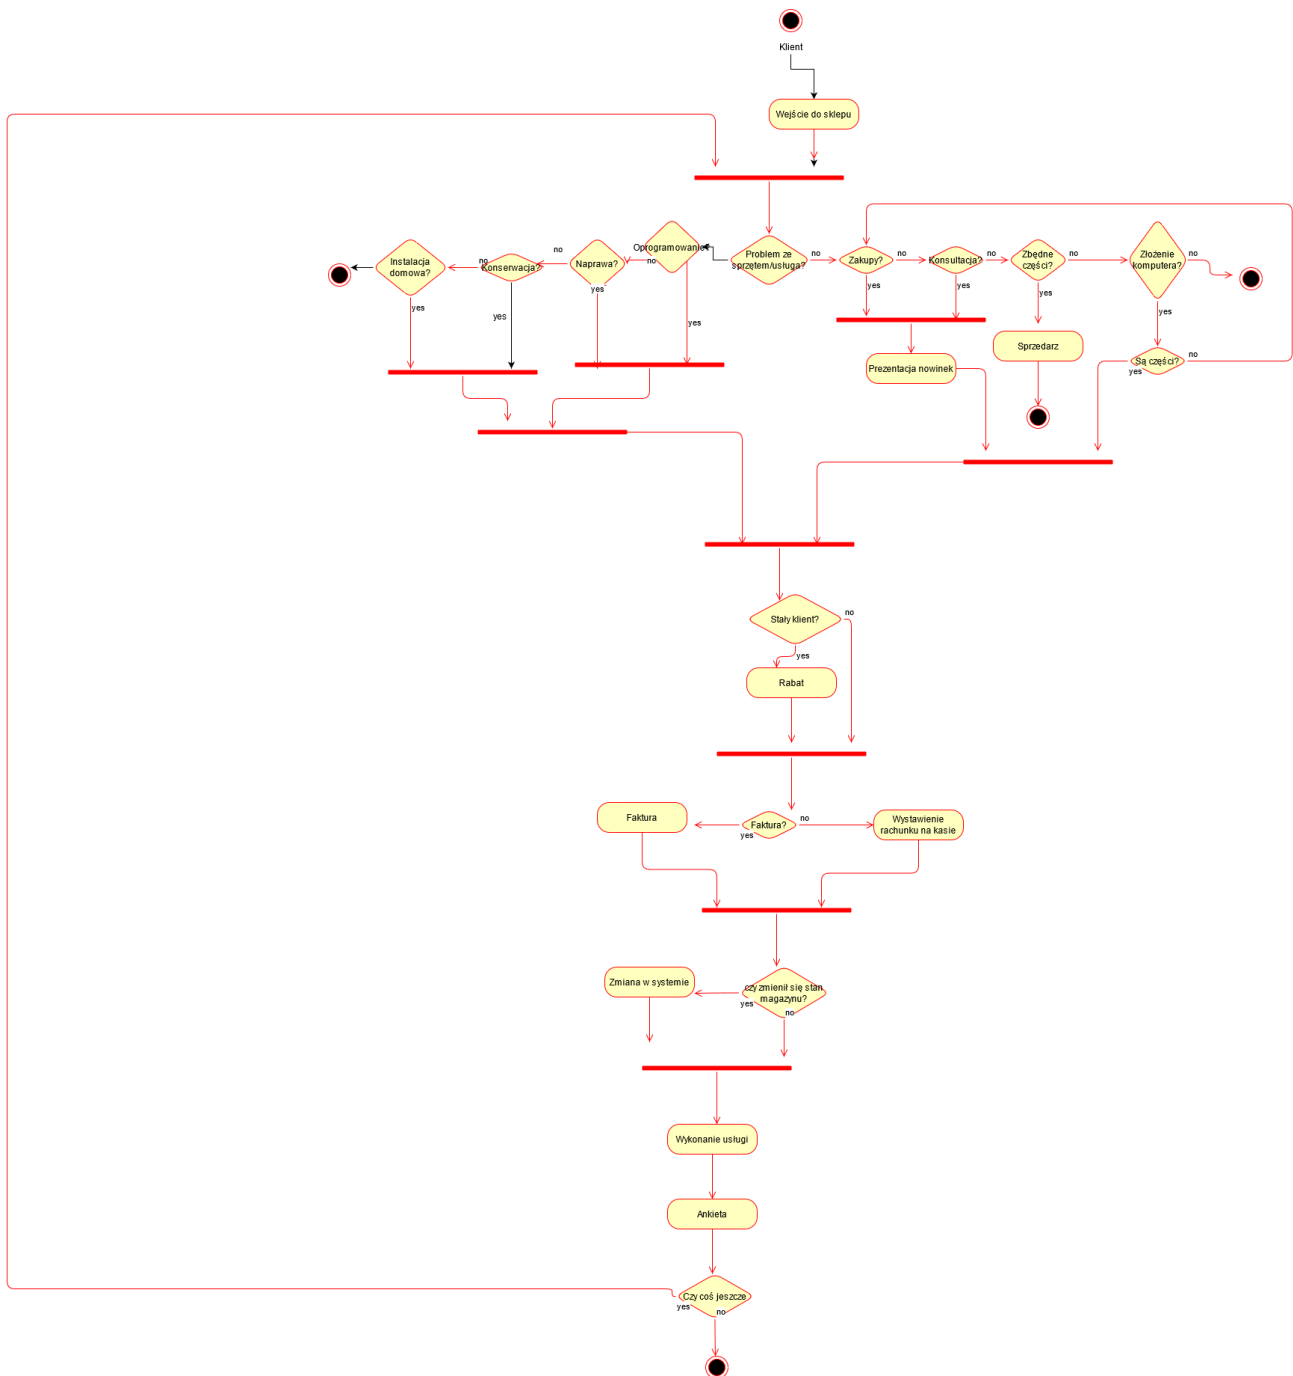 Klient
Wejście do sklepu
Oprogramowanie
Problem ze
sprzętem/usługa?
no
Zakupy?
no
Konsultacja?
no
Zbędne
części?
no
Złożenie
komputera?
no
Instalacja
domowa?
no
Konserwacja?
no
Naprawa?
no
yes
yes
yes
yes
yes
yes
yes
yes
Sprzedarz
Prezentacja nowinek
Są części?
no
yes
Stały klient?
no
yes
Rabat
Faktura
Faktura?
yes
no
Wystawienie
rachunku na kasie
Zmiana w systemie
czy zmienił się stan
magazynu?
yes
no
Wykonanie usługi
Ankieta
Czy coś jeszcze
yes
no